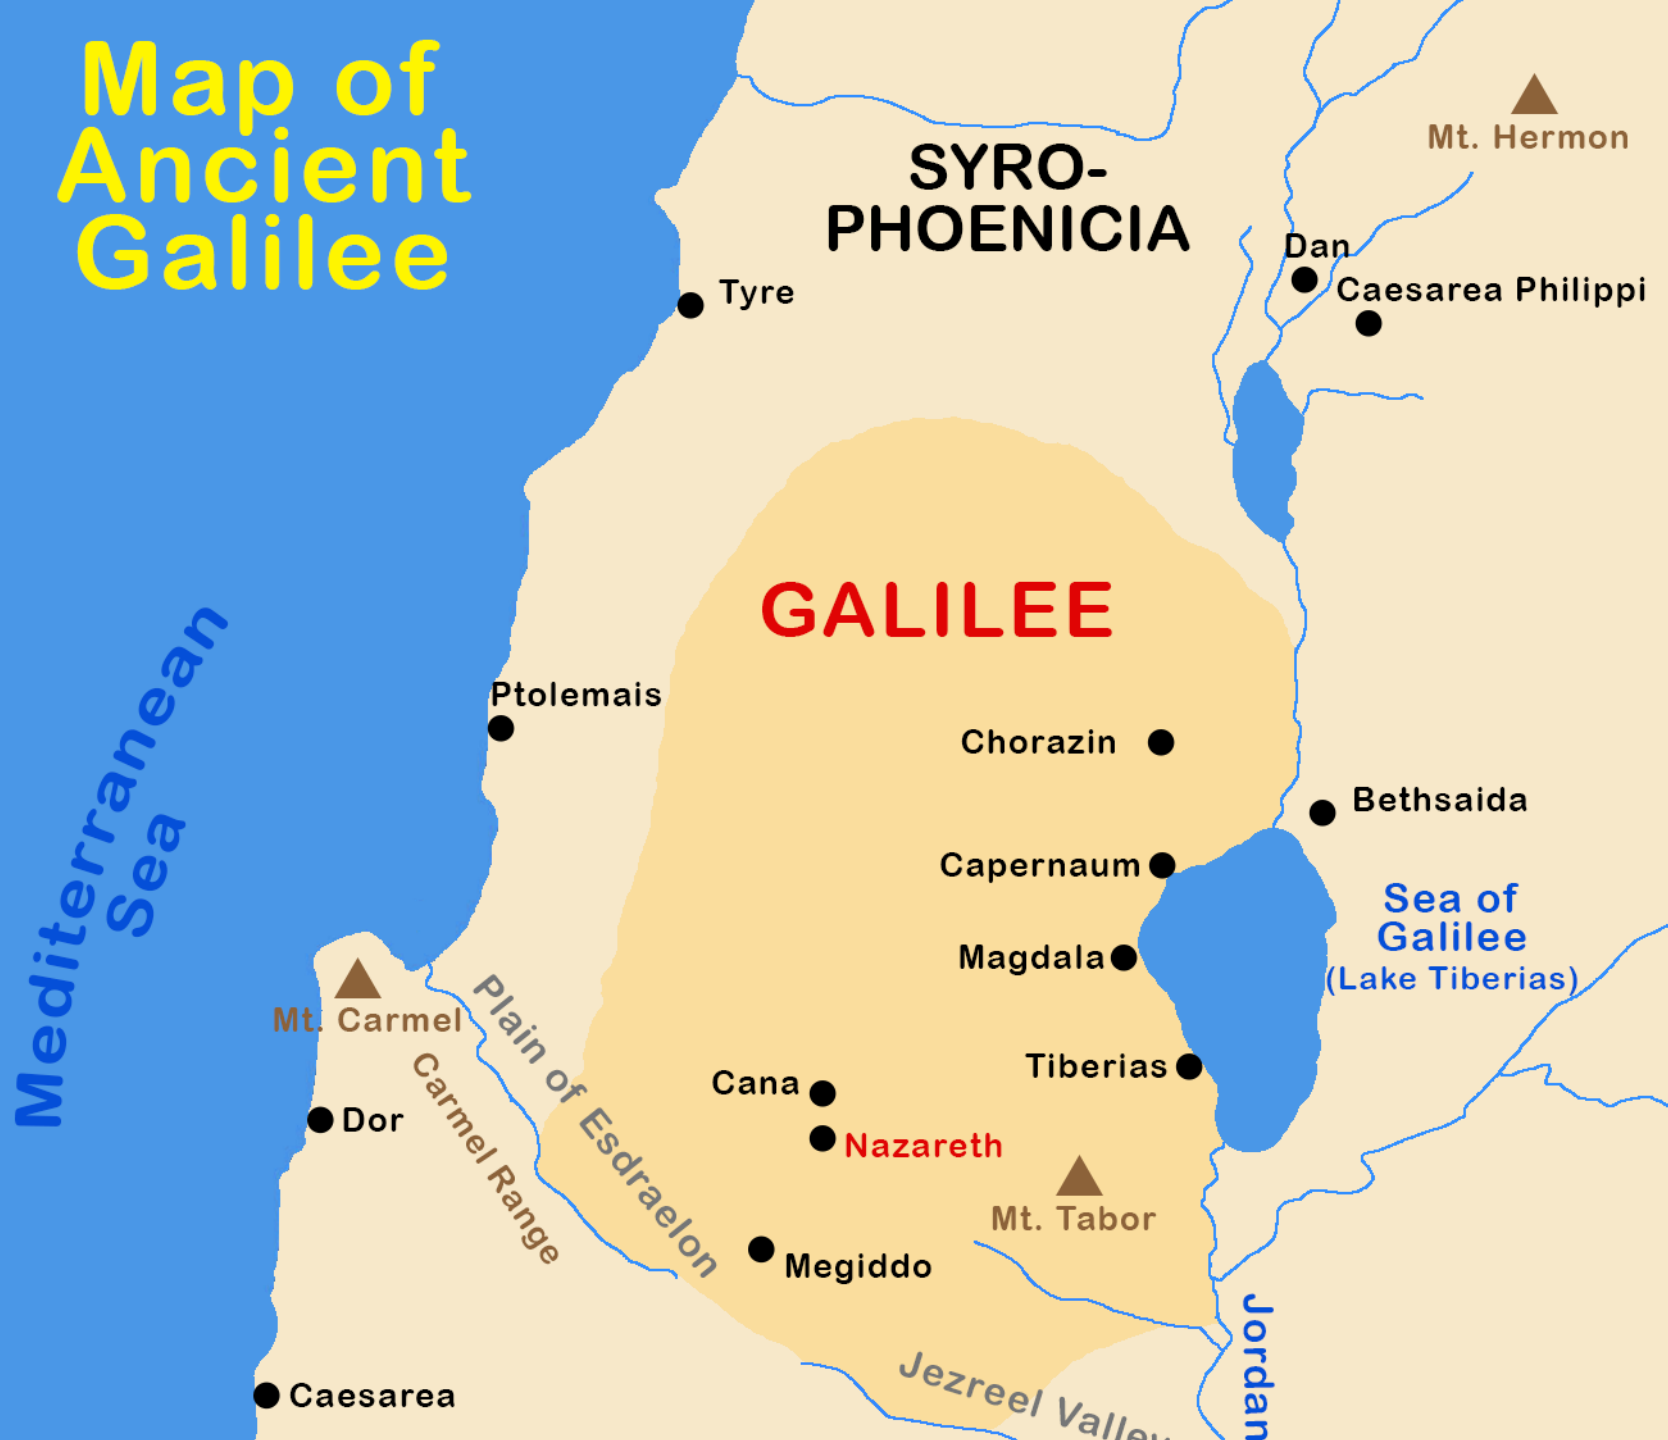 Map of
Ancient
Galilee
Mt. Hermon
SYRO-
PHOENICIA
Dan
Caesarea Philippi
Tyre
GALILEE
Ptolemais
Chorazin
Bethsaida
Capernaum
Sea of
Galilee
(Lake Tiberias)
Mediterranean
Sea
Magdala
Mt. Carmel
Plain of Esdraelon
Carmel Range
Tiberias
Cana
Dor
Nazareth
Mt. Tabor
Megiddo
Jordan
Jezreel Valley
Caesarea